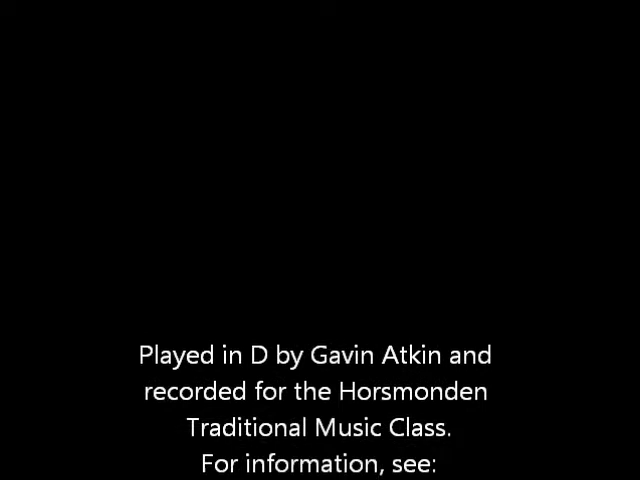 Played in D by Gavin Atkin and
recorded for the Horsmonden
Traditional Music Class.
For information, see: